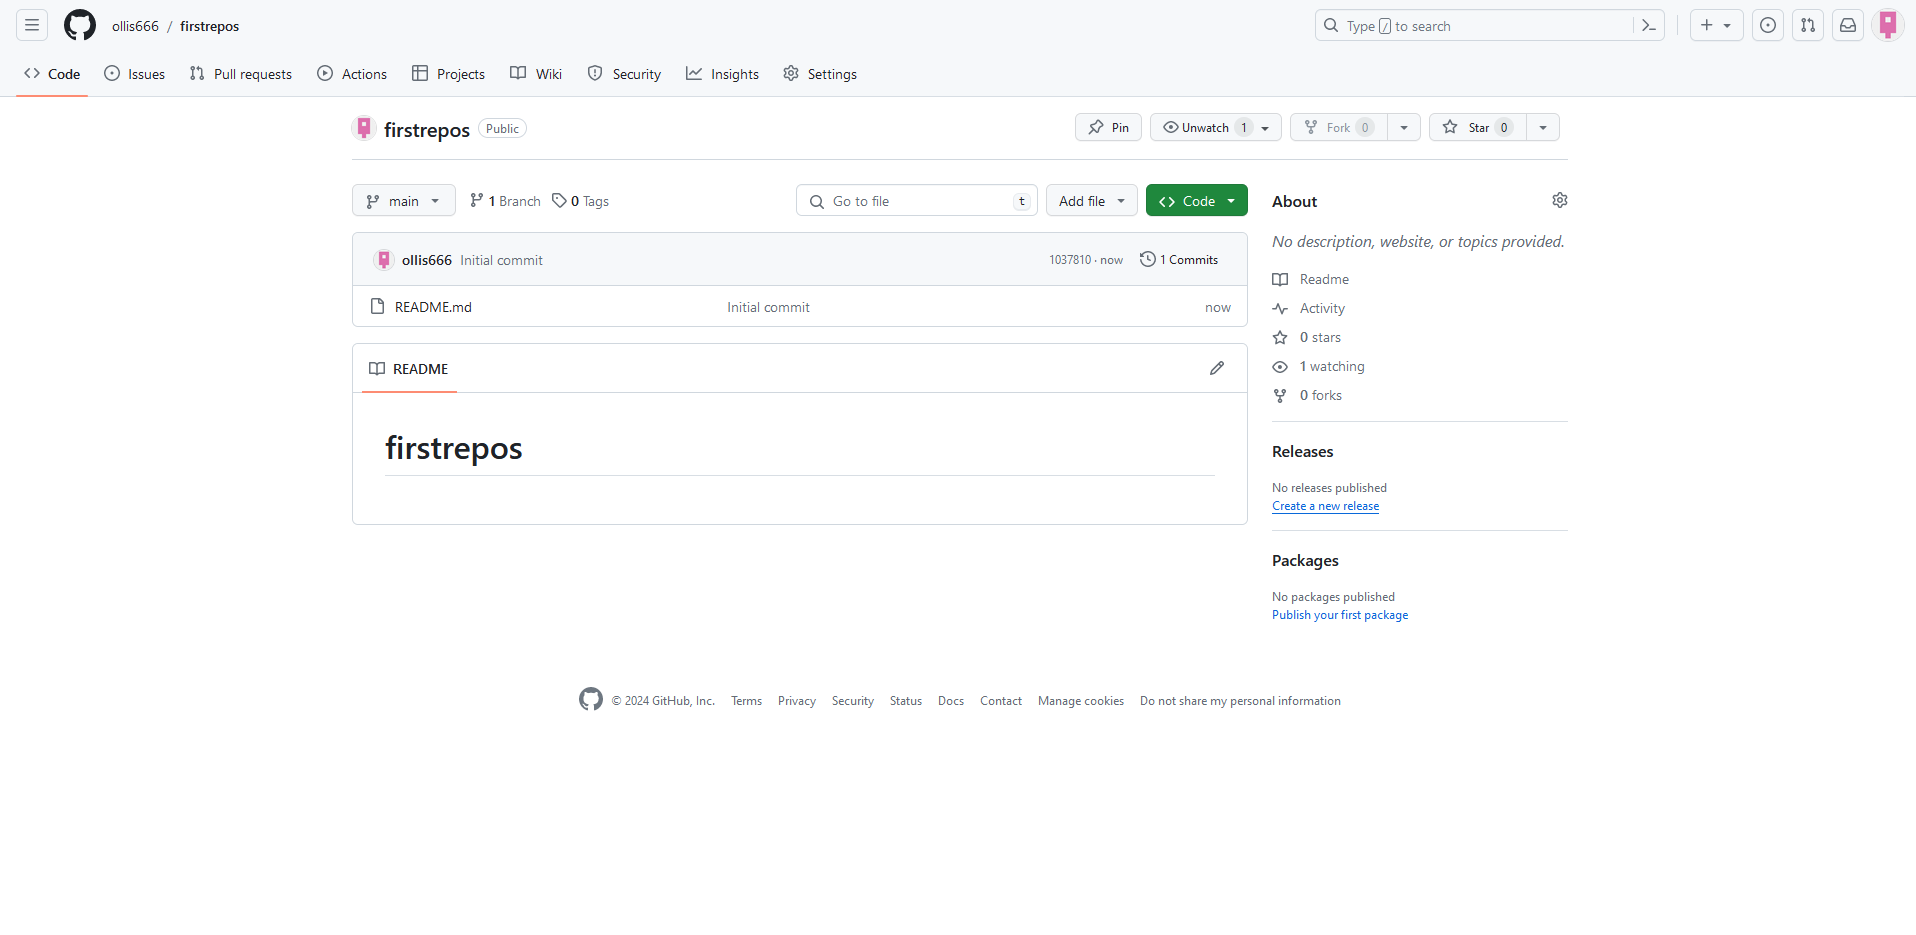 ollis666 / firstrepos
Type / to search
Code Issues Pull requests Actions Projects Wiki Security Insights Settings
firstrepos Public
Pin Unwatch 1 Fork 0 Star 0
main 1 Branch 0 Tags
Go to file t Add file Code
ollis666 Initial commit 1037810 · now 1 Commits
README.md Initial commit now
README
firstrepos
About
No description, website, or topics provided.
Readme
Activity
0 stars
1 watching
0 forks
Releases
No releases published
Create a new release
Packages
No packages published
Publish your first package
© 2024 GitHub, Inc. Terms Privacy Security Status Docs Contact Manage cookies Do not share my personal information